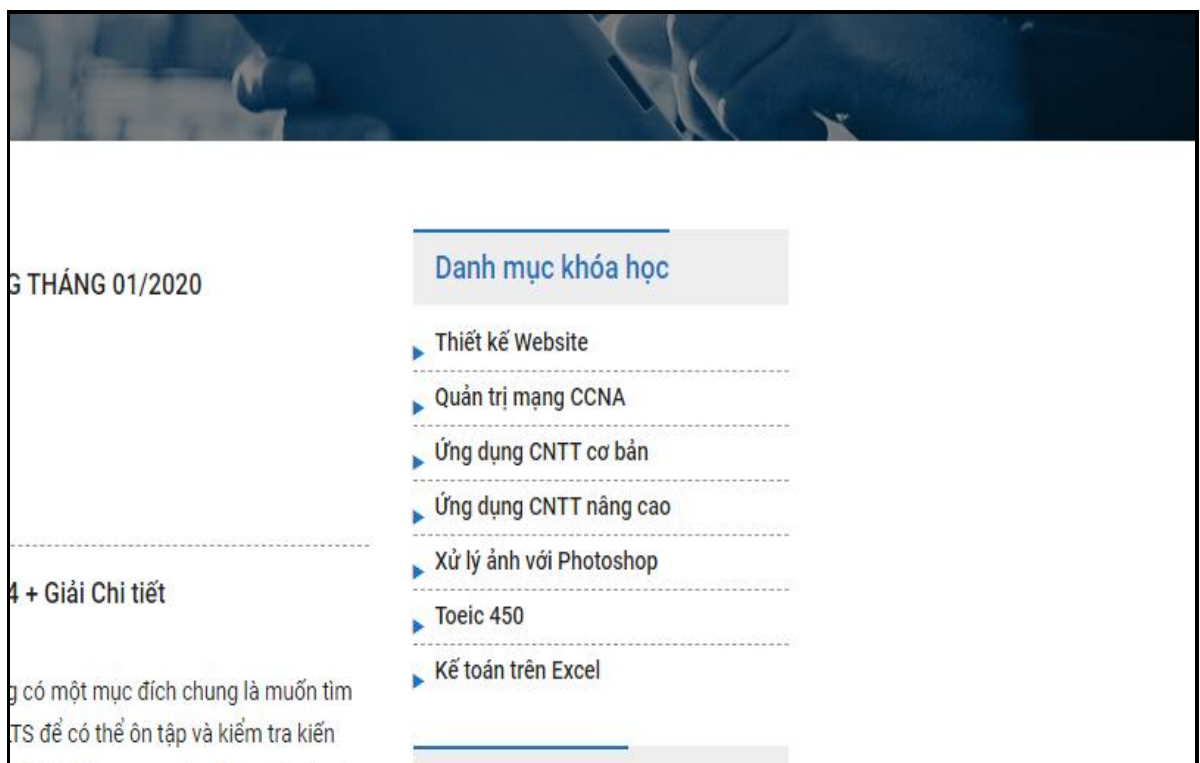 G THÁNG 01/2020
4 + Giải Chi tiết
g có một mục đích chung là muốn tìm
LTS để có thể ôn tập và kiểm tra kiến
Danh mục khóa học
Thiết kế Website
Quản trị mạng CCNA
Ứng dụng CNTT cơ bản
Ứng dụng CNTT nâng cao
Xử lý ảnh với Photoshop
Toeic 450
Kế toán trên Excel